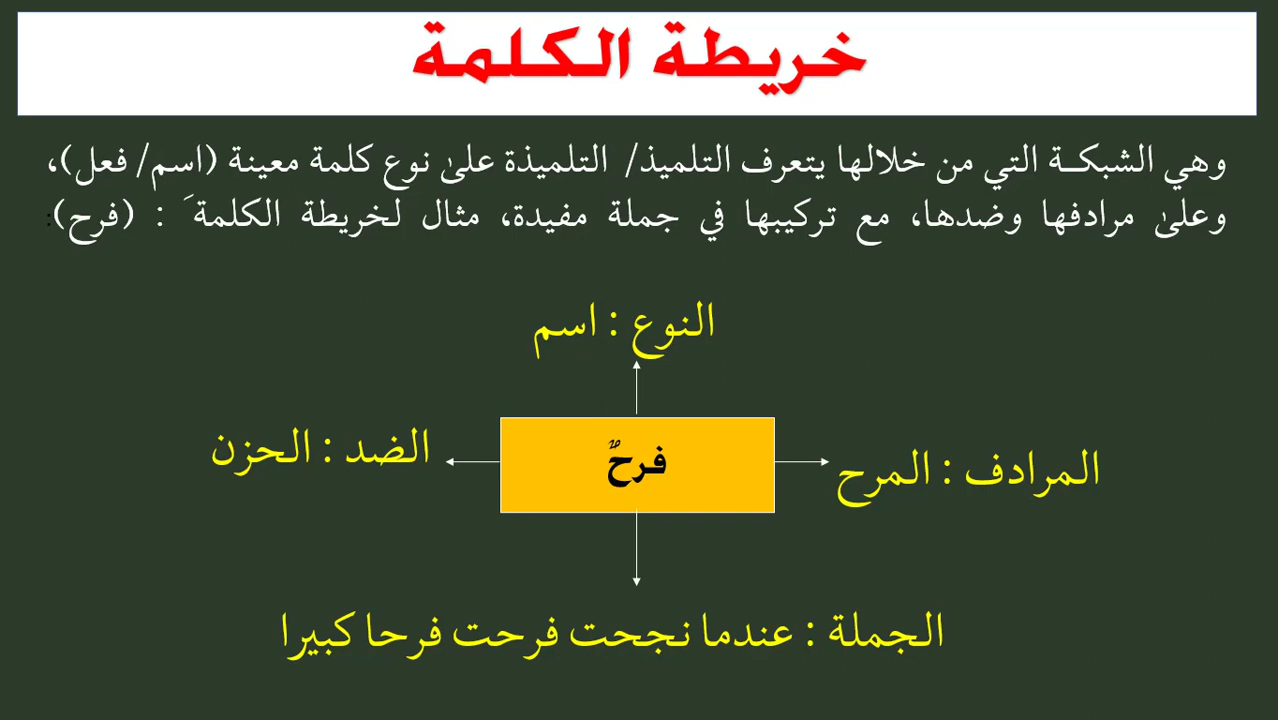 خريطة الكلمة
وهي الشبكـة التي من خلالها يتعرف التلميذ/ التلميذة علىٰ نوع كلمة معينة (اسم/ فعل)،
وعلىٰ مرادفها وضدها، مع تركيبها في جملة مفيدة، مثال لخريطة الكلمة َ : (فرح):
النوع : اسم
المرادف : المرح
فرحٌ
الضد : الحزن
الجملة : عندما نجحت فرحت فرحا كبيرا